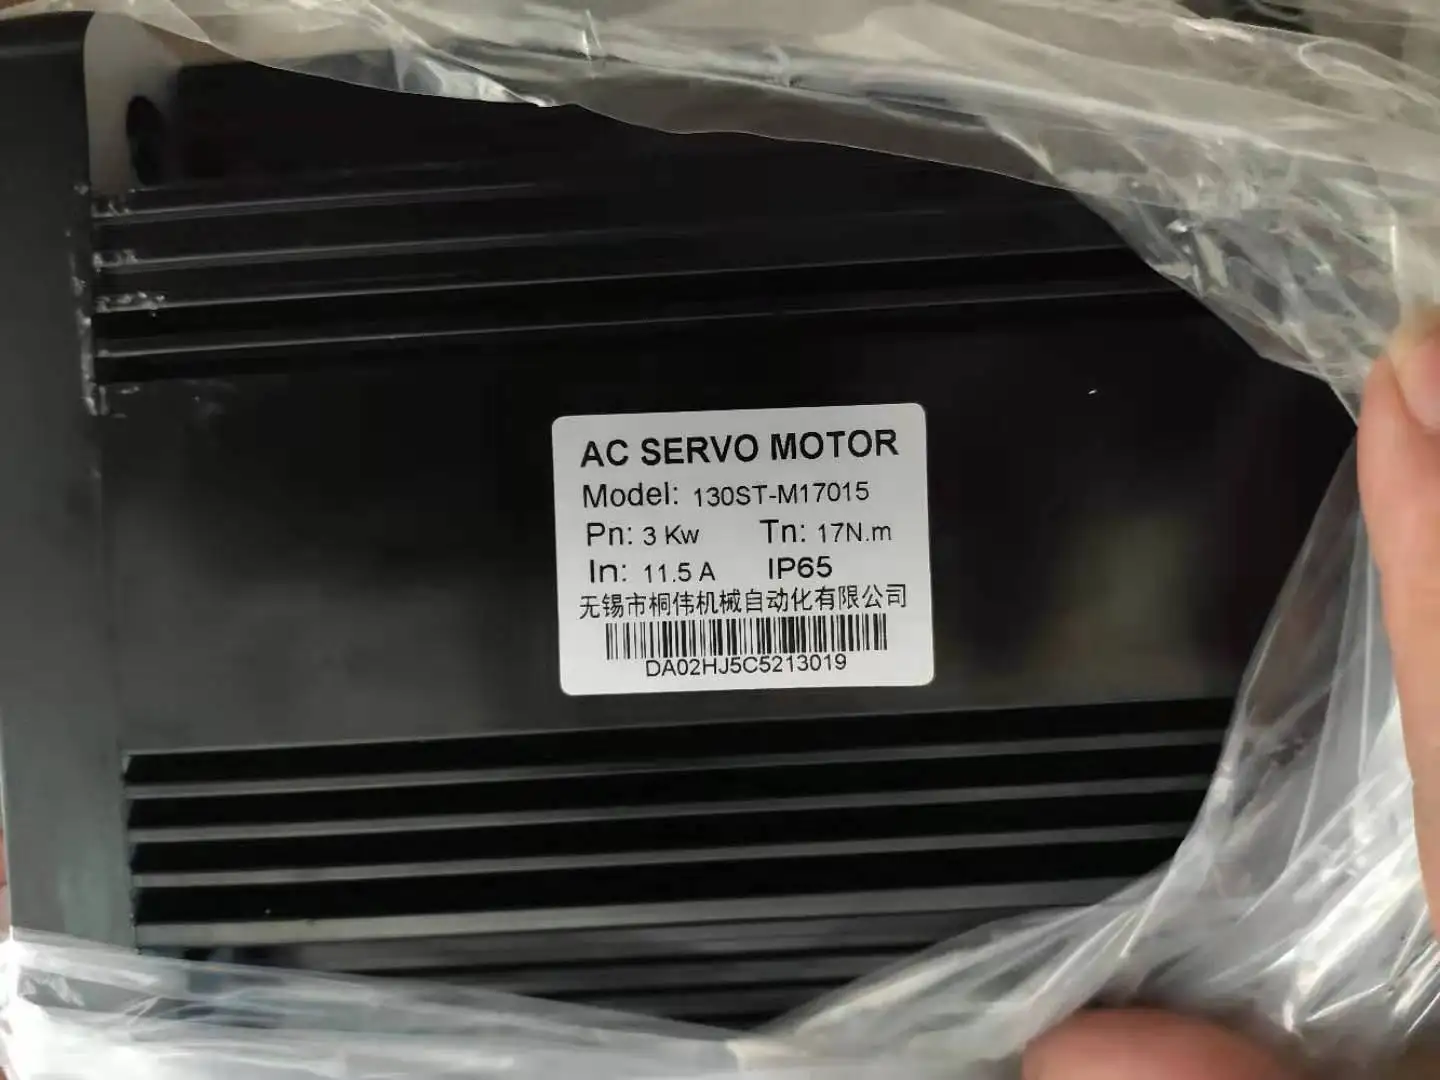 AC SERVO MOTOR
Model: 130ST-M17015
Pn: 3 Kw Tn: 17N.m
In: 11.5 A IP65
无锡市桐伟机械自动化有限公司
DA02HJ5C5213019